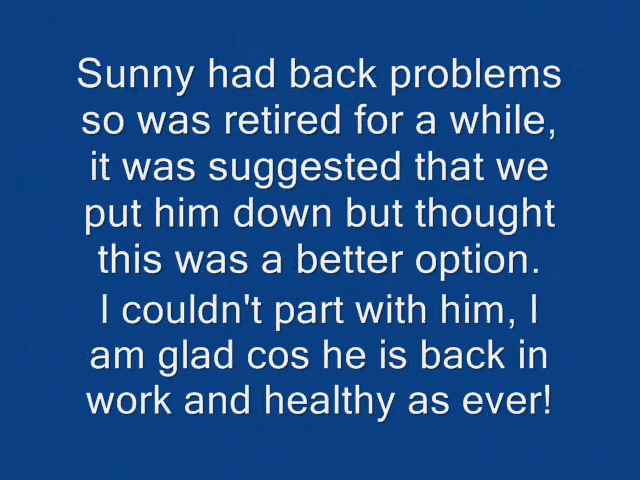 Sunny had back problems
so was retired for a while,
it was suggested that we
put him down but thought
this was a better option.
I couldn't part with him, I
am glad cos he is back in
work and healthy as ever!